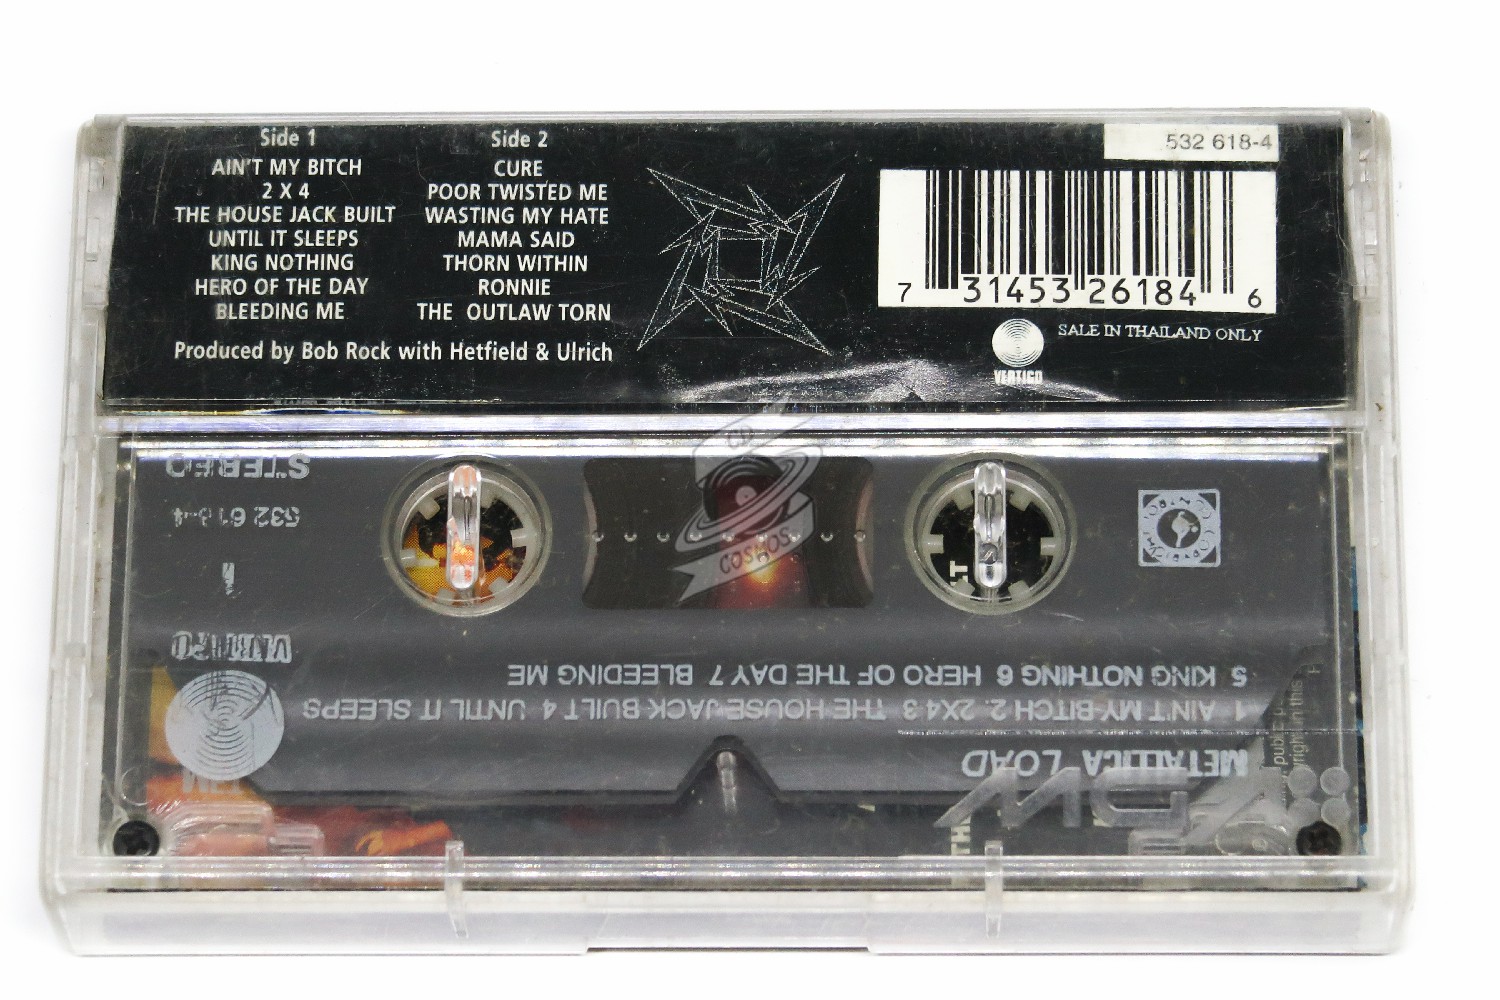 Side 1
AIN'T MY BITCH
2 X 4
THE HOUSE JACK BUILT
UNTIL IT SLEEPS
KING NOTHING
HERO OF THE DAY
BLEEDING ME
Side 2
CURE
POOR TWISTED ME
WASTING MY HATE
MAMA SAID
THORN WITHIN
RONNIE
THE OUTLAW TORN
Produced by Bob Rock with Hetfield & Ulrich
532 618-4
7 31453 26184 6
SALE IN THAILAND ONLY
VERTIGO
CD
COSMOS
METALLICA LOAD
1 AIN'T MY BITCH 2. 2X4 3 THE HOUSE JACK BUILT 4 UNTIL IT SLEEPS
5 KING NOTHING 6 HERO OF THE DAY 7 BLEEDING ME
VERTIGO
1
532 618-4
STEREO